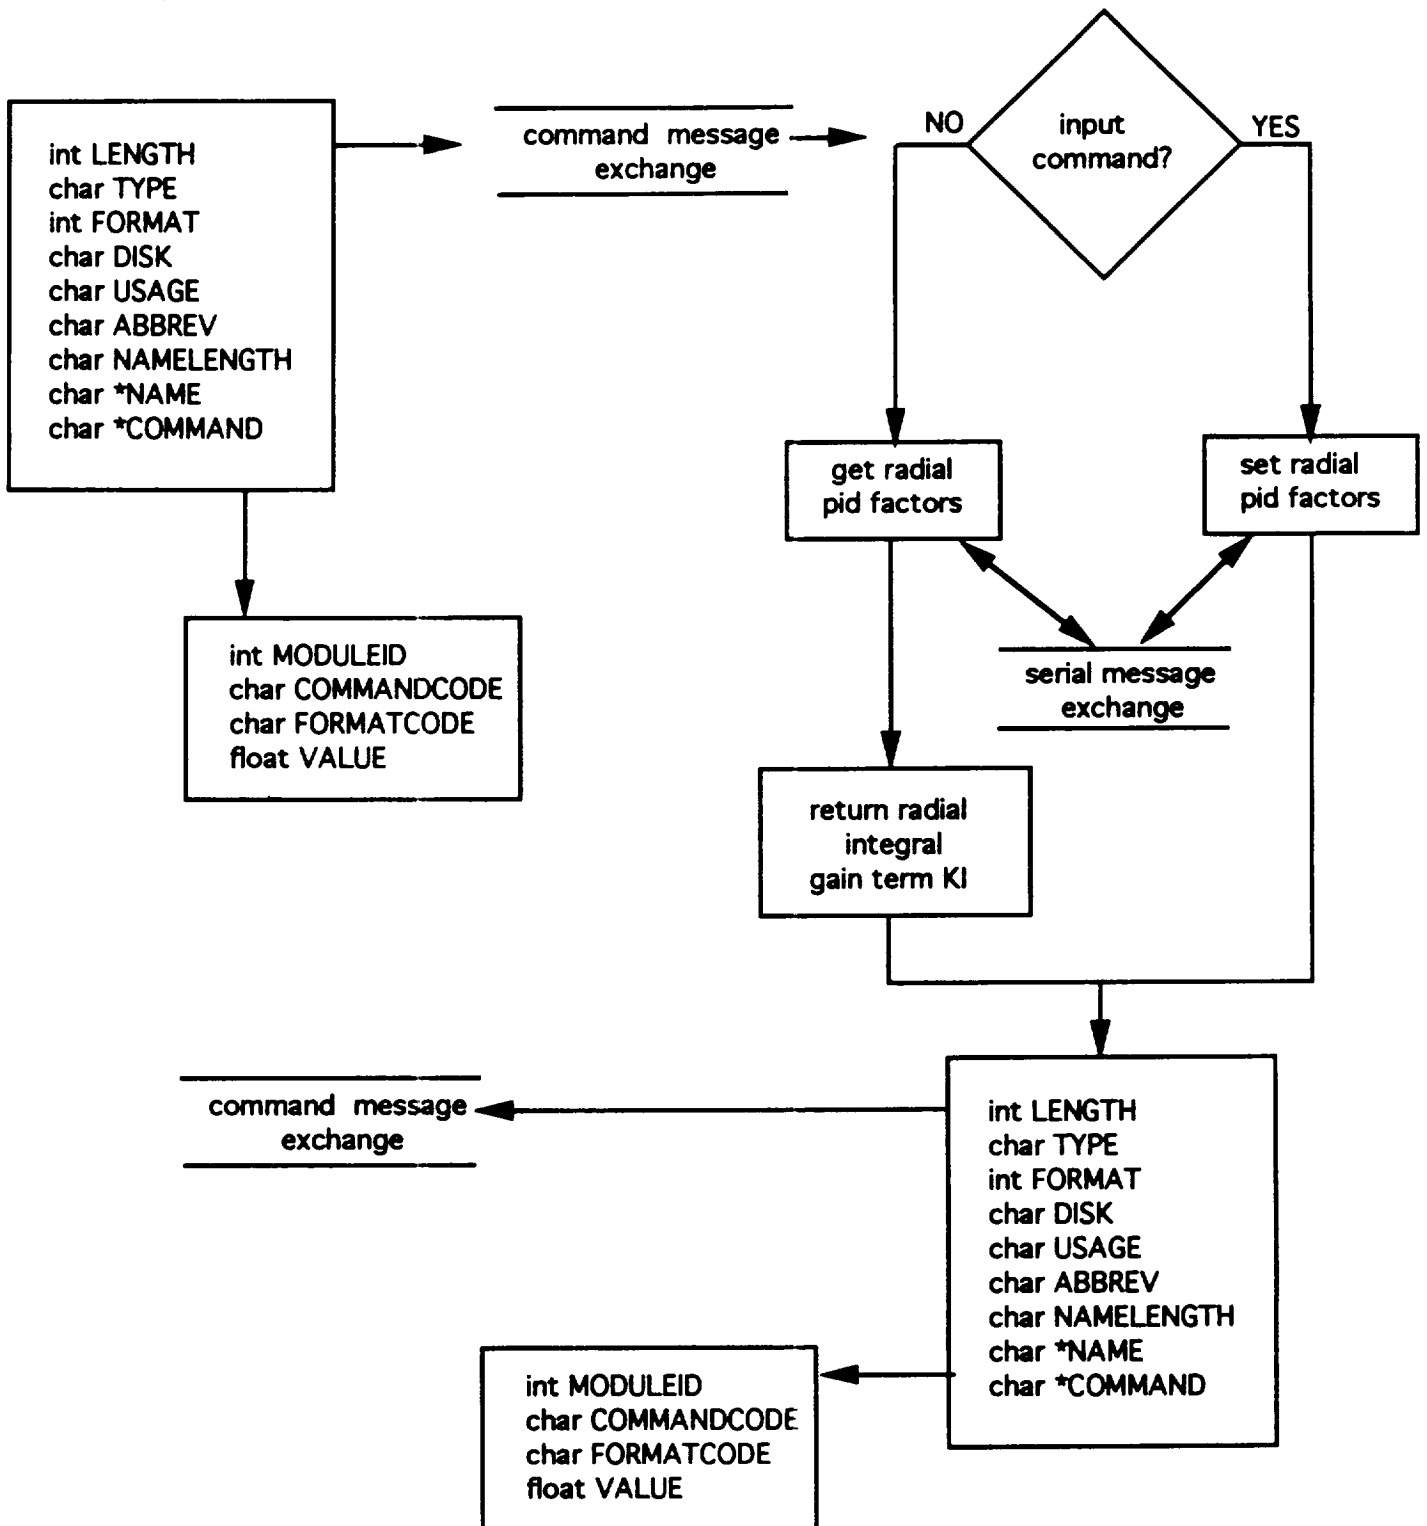 int LENGTH
char TYPE
int FORMAT
char DISK
char USAGE
char ABBREV
char NAMELENGTH
char *NAME
char *COMMAND
command message
exchange
NO
input
command?
YES
get radial
pid factors
set radial
pid factors
int MODULEID
char COMMANDCODE
char FORMATCODE
float VALUE
serial message
exchange
return radial
integral
gain term KI
command message
exchange
int LENGTH
char TYPE
int FORMAT
char DISK
char USAGE
char ABBREV
char NAMELENGTH
char *NAME
char *COMMAND
int MODULEID
char COMMANDCODE
char FORMATCODE
float VALUE